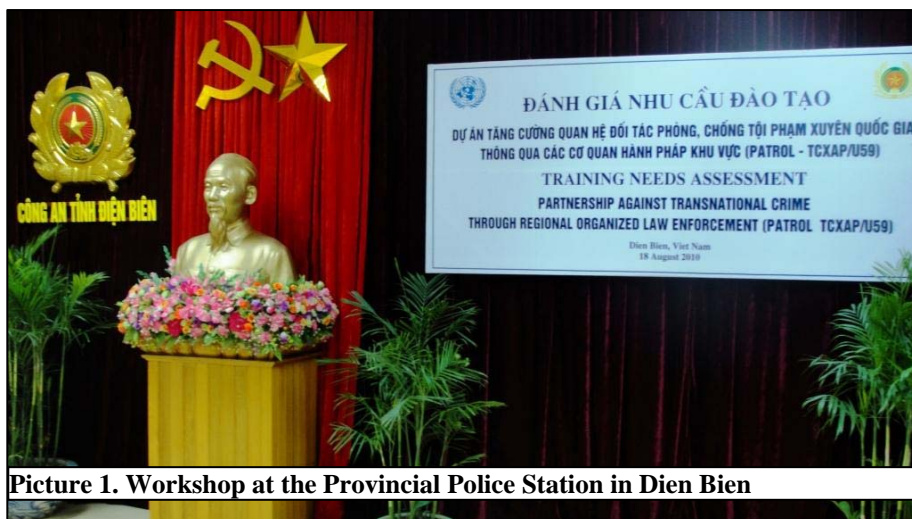 CÔNG AN TỈNH ĐIỆN BIÊN
ĐÁNH GIÁ NHU CẦU ĐÀO TẠO
DỰ ÁN TĂNG CƯỜNG QUAN HỆ ĐỐI TÁC PHÒNG, CHỐNG TỘI PHẠM XUYÊN QUỐC GIA
THÔNG QUA CÁC CƠ QUAN HÀNH PHÁP KHU VỰC (PATROL - TCXAP/U59)
TRAINING NEEDS ASSESSMENT
PARTNERSHIP AGAINST TRANSNATIONAL CRIME
THROUGH REGIONAL ORGANIZED LAW ENFORCEMENT (PATROL TCXAP/U59)
Dien Bien, Viet Nam
18 August 2010
Picture 1. Workshop at the Provincial Police Station in Dien Bien